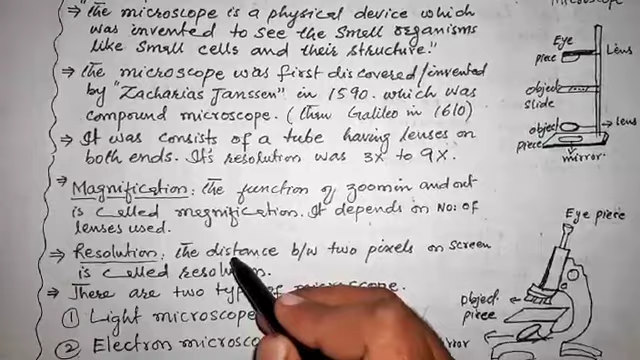 Microscope
→ "The microscope is a physical device which
was invented to see the small organisms
like small cells and their structure."
→ The microscope was first discovered/invented
by "Zacharias Janssen" in 1590. which was
compound microscope. (then Galileo in 1610)
→ It was consists of a tube having lenses on
both ends. It's resolution was 3X to 9X.
→ Magnification: The function of zoomin and out
is called magnification. It depends on No: of
lenses used.
→ Resolution: The distance b/w two pixels on screen
is called resolution.
→ There are two types of microscope.
① Light microscope
② Electron
Eye
piece
Lens
object
slide
object
piece
lens
mirror
Eye piece
object
piece